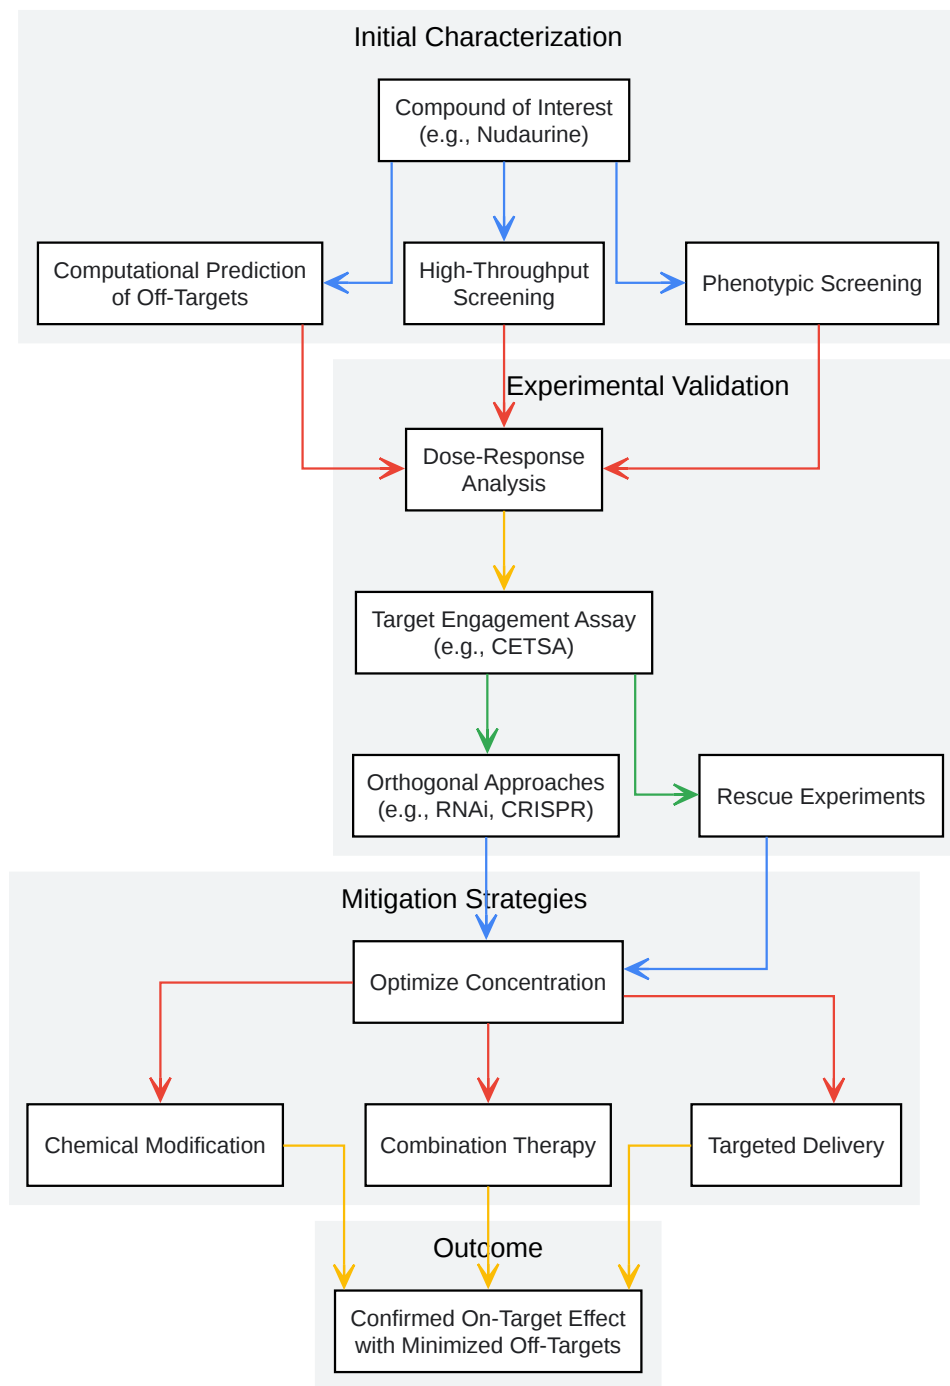 Initial Characterization
Compound of Interest
(e.g., Nudaurine)
Computational Prediction
of Off-Targets
High-Throughput
Screening
Phenotypic Screening
Experimental Validation
Dose-Response
Analysis
Target Engagement Assay
(e.g., CETSA)
Orthogonal Approaches
(e.g., RNAi, CRISPR)
Rescue Experiments
Mitigation Strategies
Optimize Concentration
Chemical Modification
Combination Therapy
Targeted Delivery
Outcome
Confirmed On-Target Effect
with Minimized Off-Targets